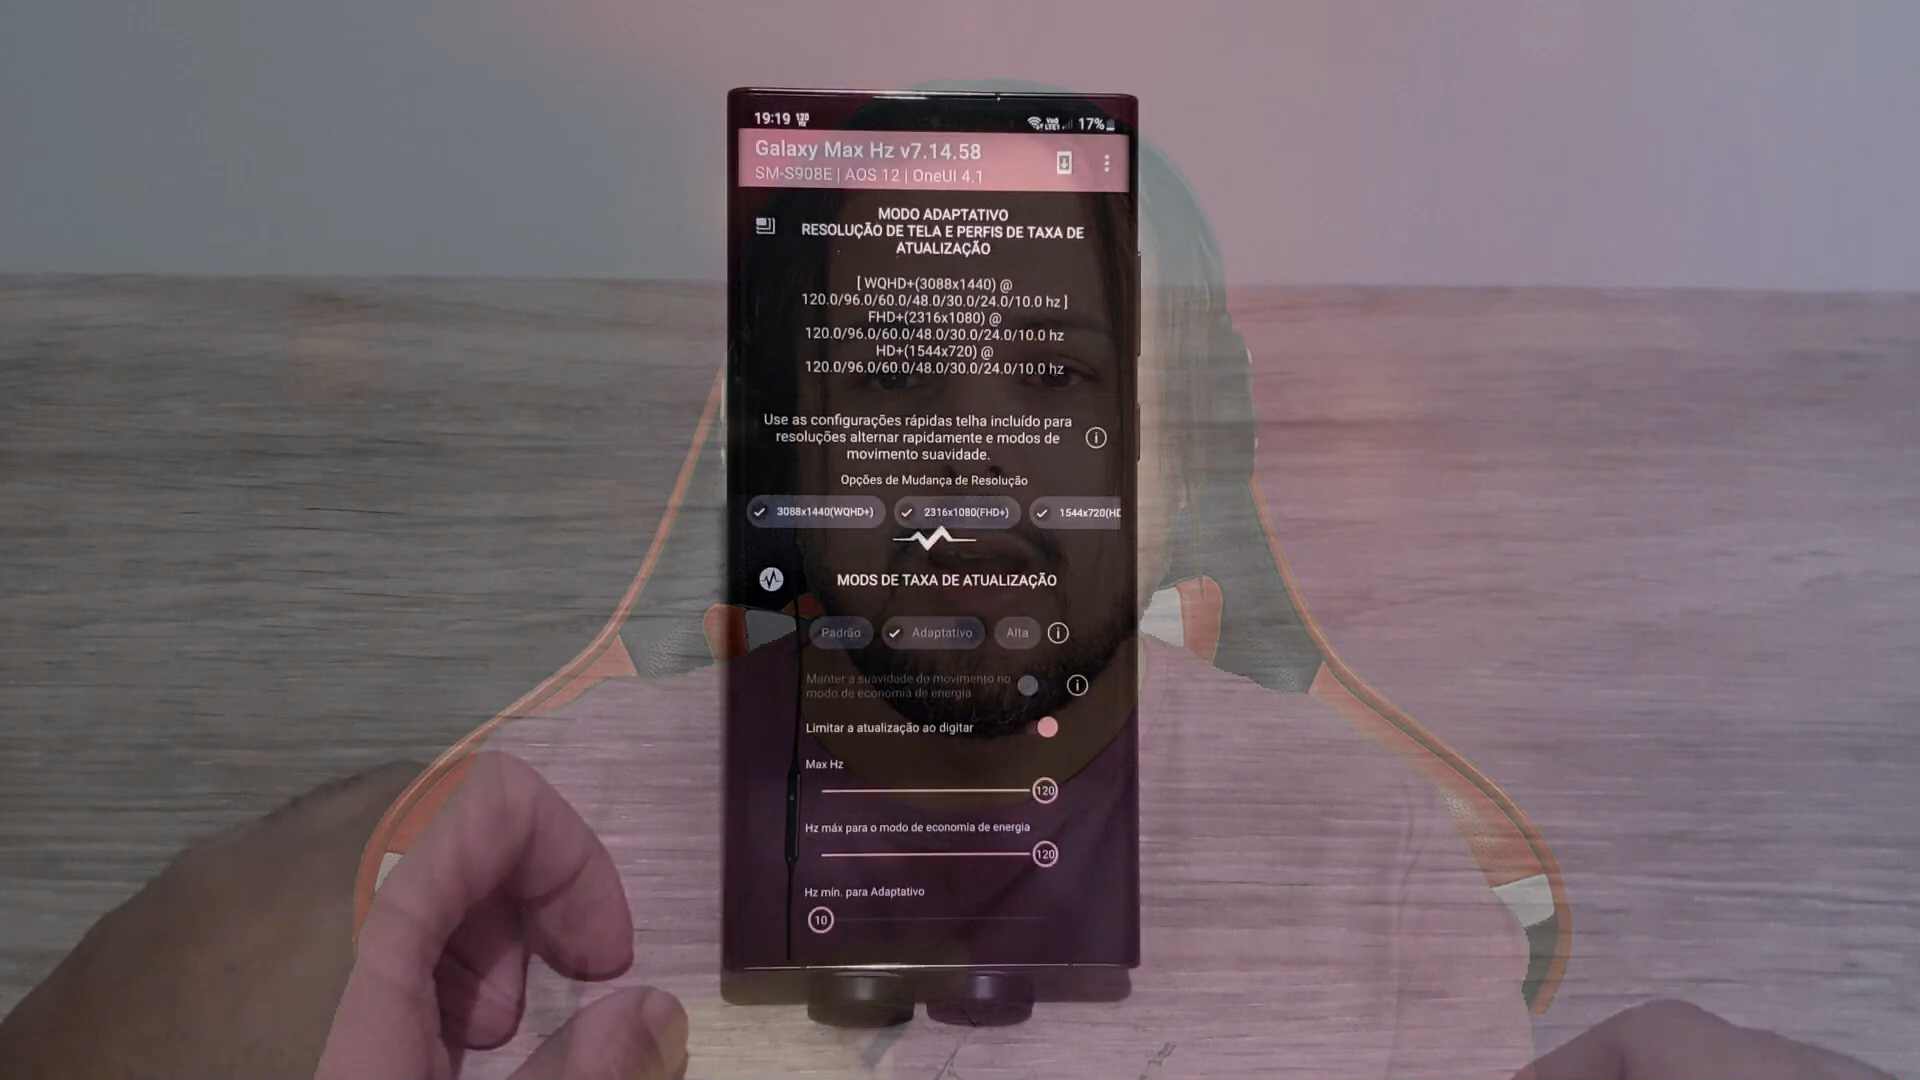 19:19 120 Hz 17%
Galaxy Max Hz v7.14.58
SM-S908E | AOS 12 | OneUI 4.1
MODO ADAPTATIVO
RESOLUÇÃO DE TELA E PERFIS DE TAXA DE
ATUALIZAÇÃO
[ WQHD+(3088x1440) @
120.0/96.0/60.0/48.0/30.0/24.0/10.0 hz ]
FHD+(2316x1080) @
120.0/96.0/60.0/48.0/30.0/24.0/10.0 hz
HD+(1544x720) @
120.0/96.0/60.0/48.0/30.0/24.0/10.0 hz
Use as configurações rápidas telha incluído para
resoluções alternar rapidamente e modos de
movimento suavidade.
Opções de Mudança de Resolução
3088x1440(WQHD+) 2316x1080(FHD+) 1544x720(HD
MODS DE TAXA DE ATUALIZAÇÃO
Padrão Adaptativo Alta
Manter a suavidade do movimento no
modo de economia de energia
Limitar a atualização ao digitar
Max Hz
120
Hz máx para o modo de economia de energia
120
Hz mín. para Adaptativo
10